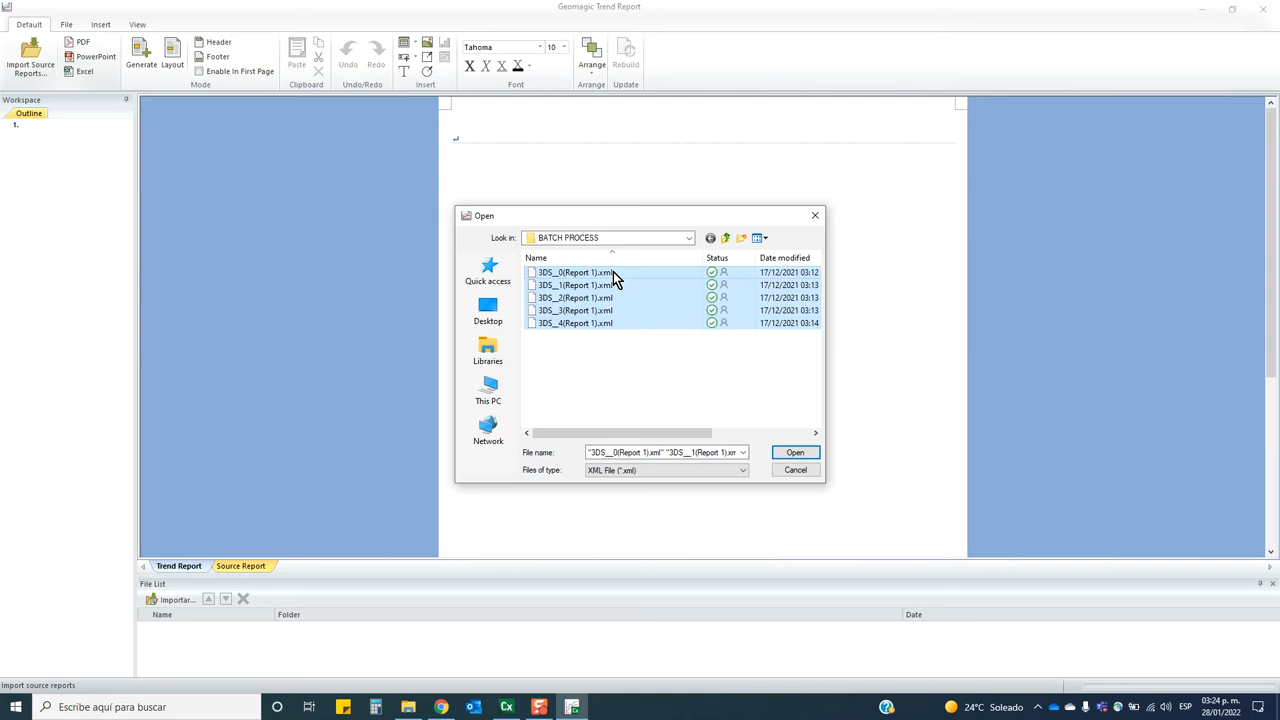 Geomagic Trend Report
Default File Insert View
Import Source Reports...
PDF
PowerPoint
Excel
Generate Layout
Header
Footer
Enable In First Page
Mode
Paste
Clipboard
Undo Redo
Undo/Redo
Insert
Tahoma 10
Font
Arrange
Arrange
Rebuild
Update
Workspace
Outline
1.
Open
Look in: BATCH PROCESS
Name Status Date modified
3DS__0(Report 1).xml 17/12/2021 03:12
3DS__1(Report 1).xml 17/12/2021 03:13
3DS__2(Report 1).xml 17/12/2021 03:13
3DS__3(Report 1).xml 17/12/2021 03:13
3DS__4(Report 1).xml 17/12/2021 03:14
Quick access
Desktop
Libraries
This PC
Network
File name: "3DS__0(Report 1).xml" "3DS__1(Report 1).xm
Open
Files of type: XML File (*.xml)
Cancel
Trend Report Source Report
File List
Importar...
Name Folder Date
Import source reports
Escribe aquí para buscar
24°C Soleado
ESP
03:24 p. m.
28/01/2022